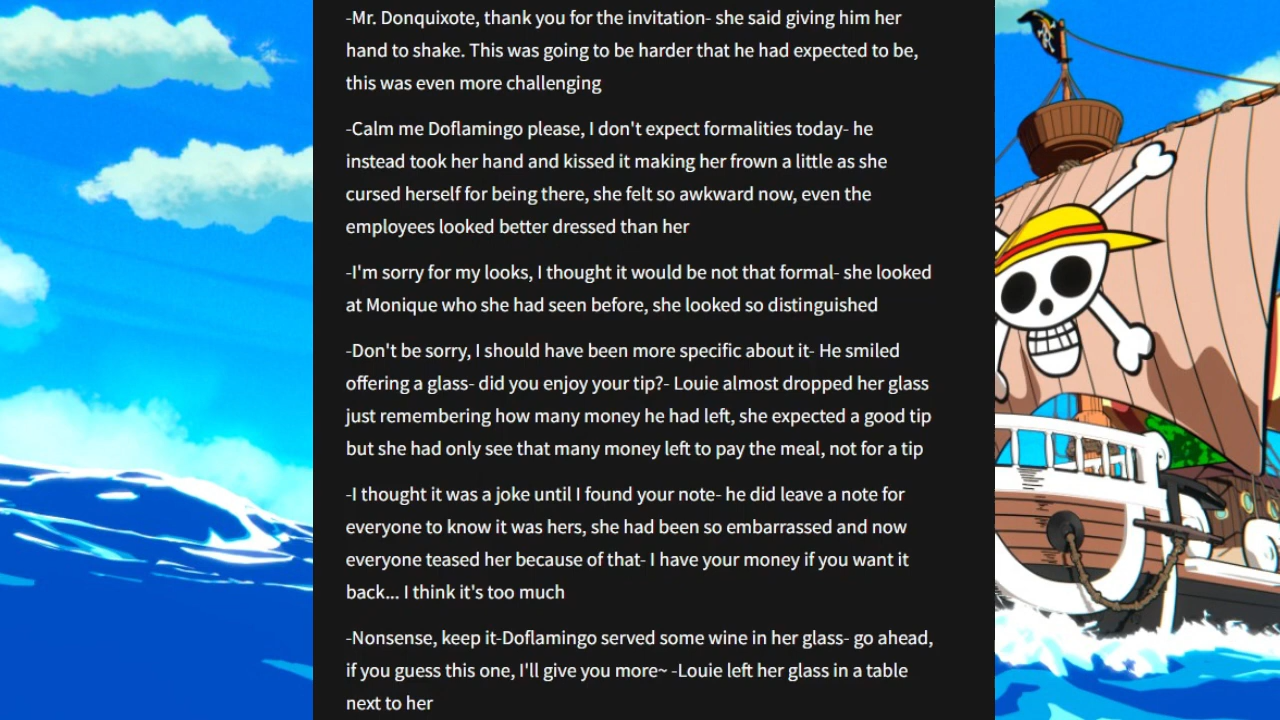 -Mr. Donquixote, thank you for the invitation- she said giving him her
hand to shake. This was going to be harder that he had expected to be,
this was even more challenging
-Calm me Doflamingo please, I don't expect formalities today- he
instead took her hand and kissed it making her frown a little as she
cursed herself for being there, she felt so awkward now, even the
employees looked better dressed than her
-I'm sorry for my looks, I thought it would be not that formal- she looked
at Monique who she had seen before, she looked so distinguished
-Don't be sorry, I should have been more specific about it- He smiled
offering a glass- did you enjoy your tip?- Louie almost dropped her glass
just remembering how many money he had left, she expected a good tip
but she had only see that many money left to pay the meal, not for a tip
-I thought it was a joke until I found your note- he did leave a note for
everyone to know it was hers, she had been so embarrassed and now
everyone teased her because of that- I have your money if you want it
back... I think it's too much
-Nonsense, keep it-Doflamingo served some wine in her glass- go ahead,
if you guess this one, I'll give you more~ -Louie left her glass in a table
next to her